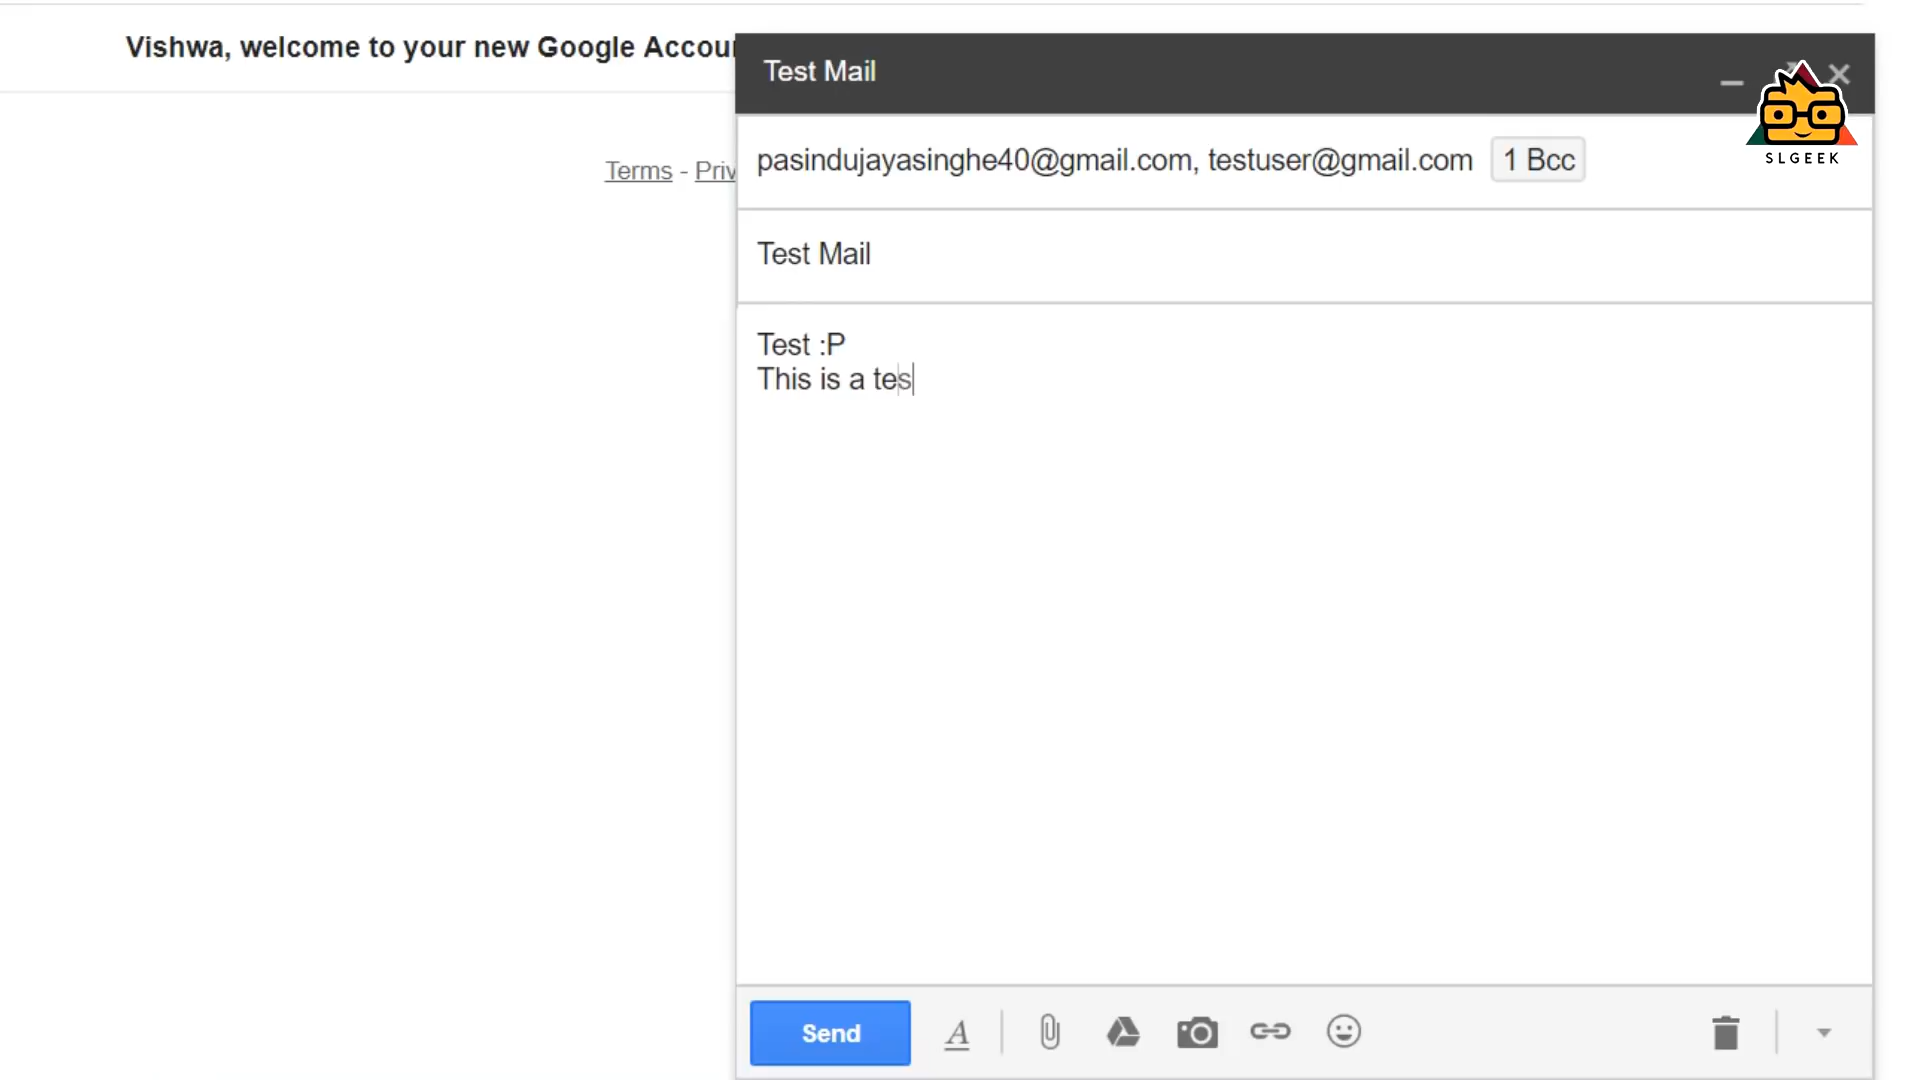 Vishwa, welcome to your new Google Accou
Terms - Priv
Test Mail
SLGEEK
pasindujayasinghe40@gmail.com, testuser@gmail.com 1 Bcc
Test Mail
Test :P
This is a tes
Send